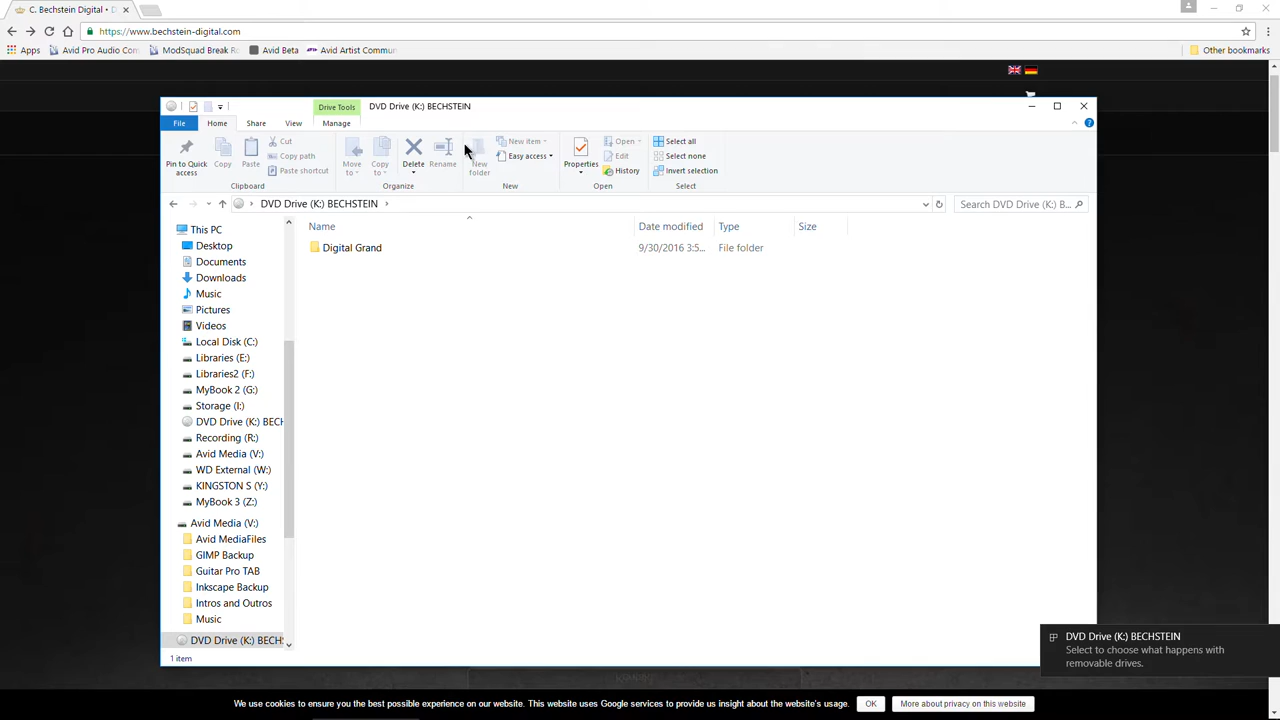 C. Bechstein Digital • D
https://www.bechstein-digital.com
Apps Avid Pro Audio Com ModSquad Break Ro Avid Beta Avid Artist Commun Other bookmarks
Drive Tools DVD Drive (K:) BECHSTEIN
File Home Share View Manage
Pin to Quick access
Copy
Paste
Cut
Copy path
Paste shortcut
Move to
Copy to
Delete
Rename
New folder
New item
Easy access
Properties
Open
Edit
History
Select all
Select none
Invert selection
Clipboard Organize New Open Select
DVD Drive (K:) BECHSTEIN Search DVD Drive (K:) B...
Name Date modified Type Size
Digital Grand 9/30/2016 3:5... File folder
This PC
Desktop
Documents
Downloads
Music
Pictures
Videos
Local Disk (C:)
Libraries (E:)
Libraries2 (F:)
MyBook 2 (G:)
Storage (I:)
DVD Drive (K:) BECH
Recording (R:)
Avid Media (V:)
WD External (W:)
KINGSTON S (Y:)
MyBook 3 (Z:)
Avid Media (V:)
Avid MediaFiles
GIMP Backup
Guitar Pro TAB
Inkscape Backup
Intros and Outros
Music
DVD Drive (K:) BECHS
1 item
DVD Drive (K:) BECHSTEIN
Select to choose what happens with
removable drives.
We use cookies to ensure you the best possible experience on our website. This website uses Google services to provide us insight about the website's usage. OK More about privacy on this website